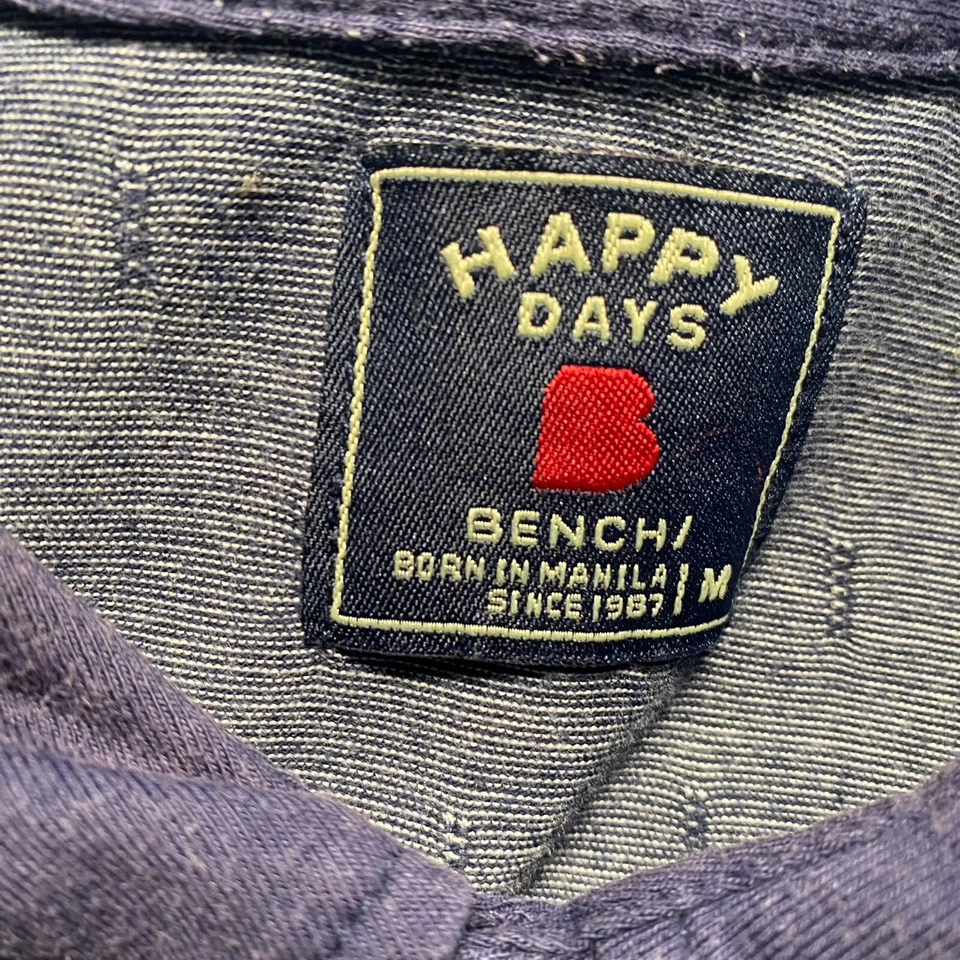 HAPPY
DAYS
B
BENCH/
BORN IN MANILA
SINCE 1987
M